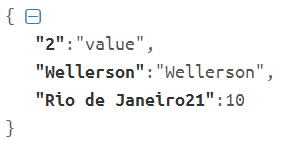 {
"2":"value",
"Wellerson":"Wellerson",
"Rio de Janeiro21":10
}